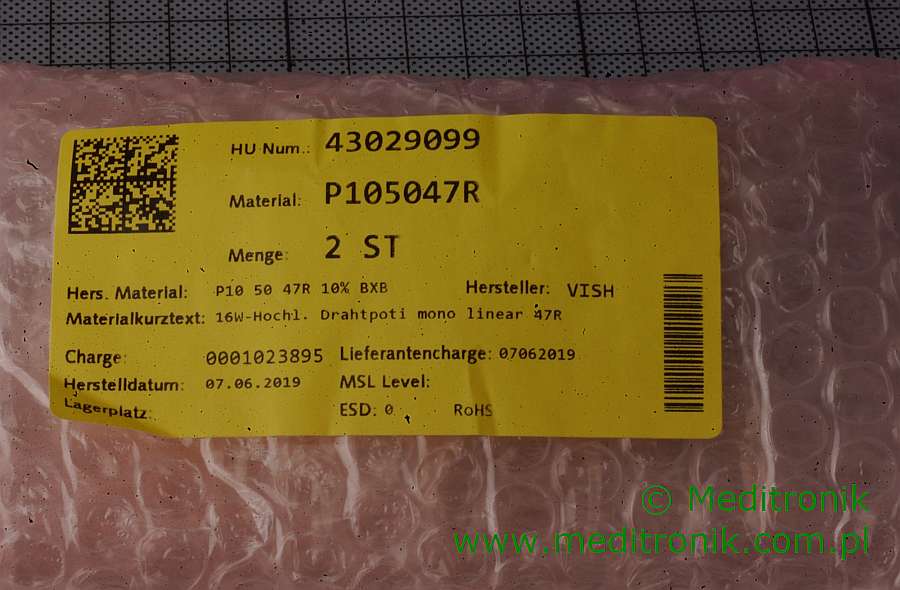 HU Num.: 43029099
Material: P105047R
Menge: 2 ST
Hers. Material: P10 50 47R 10% BXB Hersteller: VISH
Materialkurztext: 16W-Hochl. Drahtpoti mono linear 47R
Charge: 0001023895 Lieferantencharge: 07062019
Herstelldatum: 07.06.2019 MSL Level:
Lagerplatz: ESD: 0 RoHS
© Meditronik
www.meditronik.com.pl